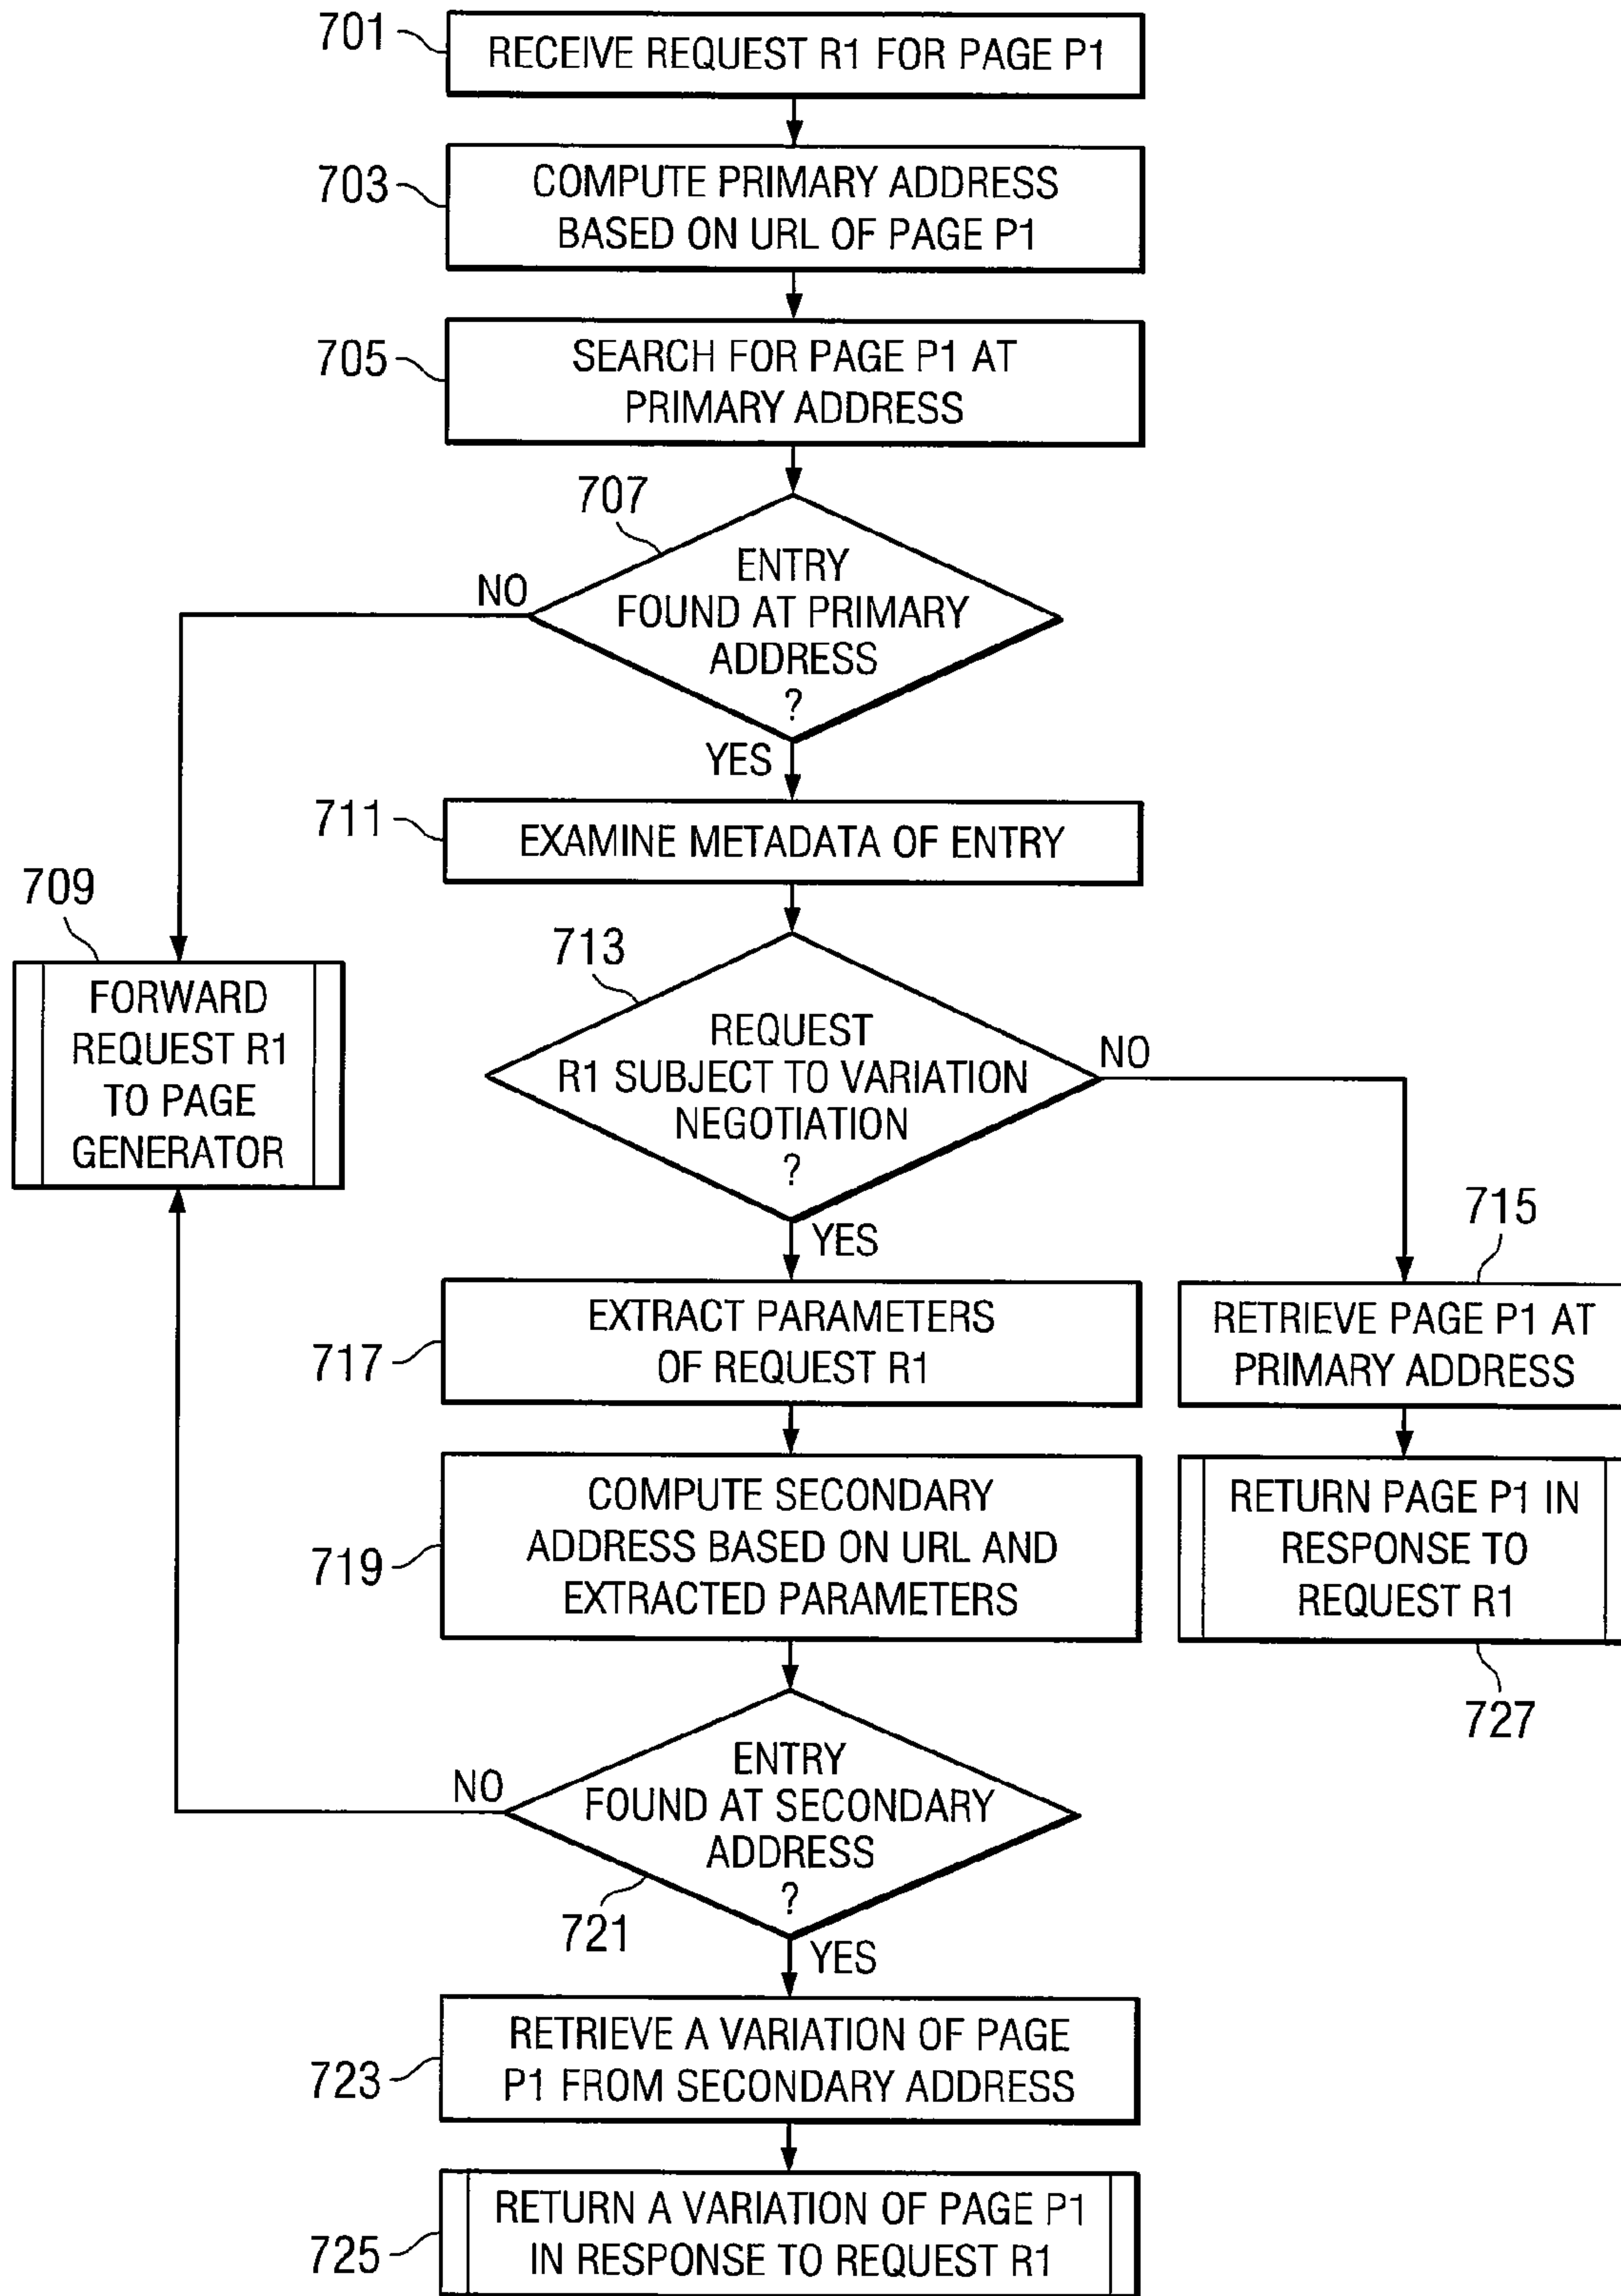 701
RECEIVE REQUEST R1 FOR PAGE P1
703
COMPUTE PRIMARY ADDRESS
BASED ON URL OF PAGE P1
705
SEARCH FOR PAGE P1 AT
PRIMARY ADDRESS
707
ENTRY
FOUND AT PRIMARY
ADDRESS
?
NO
YES
711
EXAMINE METADATA OF ENTRY
709
FORWARD
REQUEST R1
TO PAGE
GENERATOR
713
REQUEST
R1 SUBJECT TO VARIATION
NEGOTIATION
?
NO
YES
715
RETRIEVE PAGE P1 AT
PRIMARY ADDRESS
717
EXTRACT PARAMETERS
OF REQUEST R1
719
COMPUTE SECONDARY
ADDRESS BASED ON URL AND
EXTRACTED PARAMETERS
RETURN PAGE P1 IN
RESPONSE TO
REQUEST R1
727
ENTRY
FOUND AT SECONDARY
ADDRESS
?
NO
721
YES
723
RETRIEVE A VARIATION OF PAGE
P1 FROM SECONDARY ADDRESS
725
RETURN A VARIATION OF PAGE P1
IN RESPONSE TO REQUEST R1